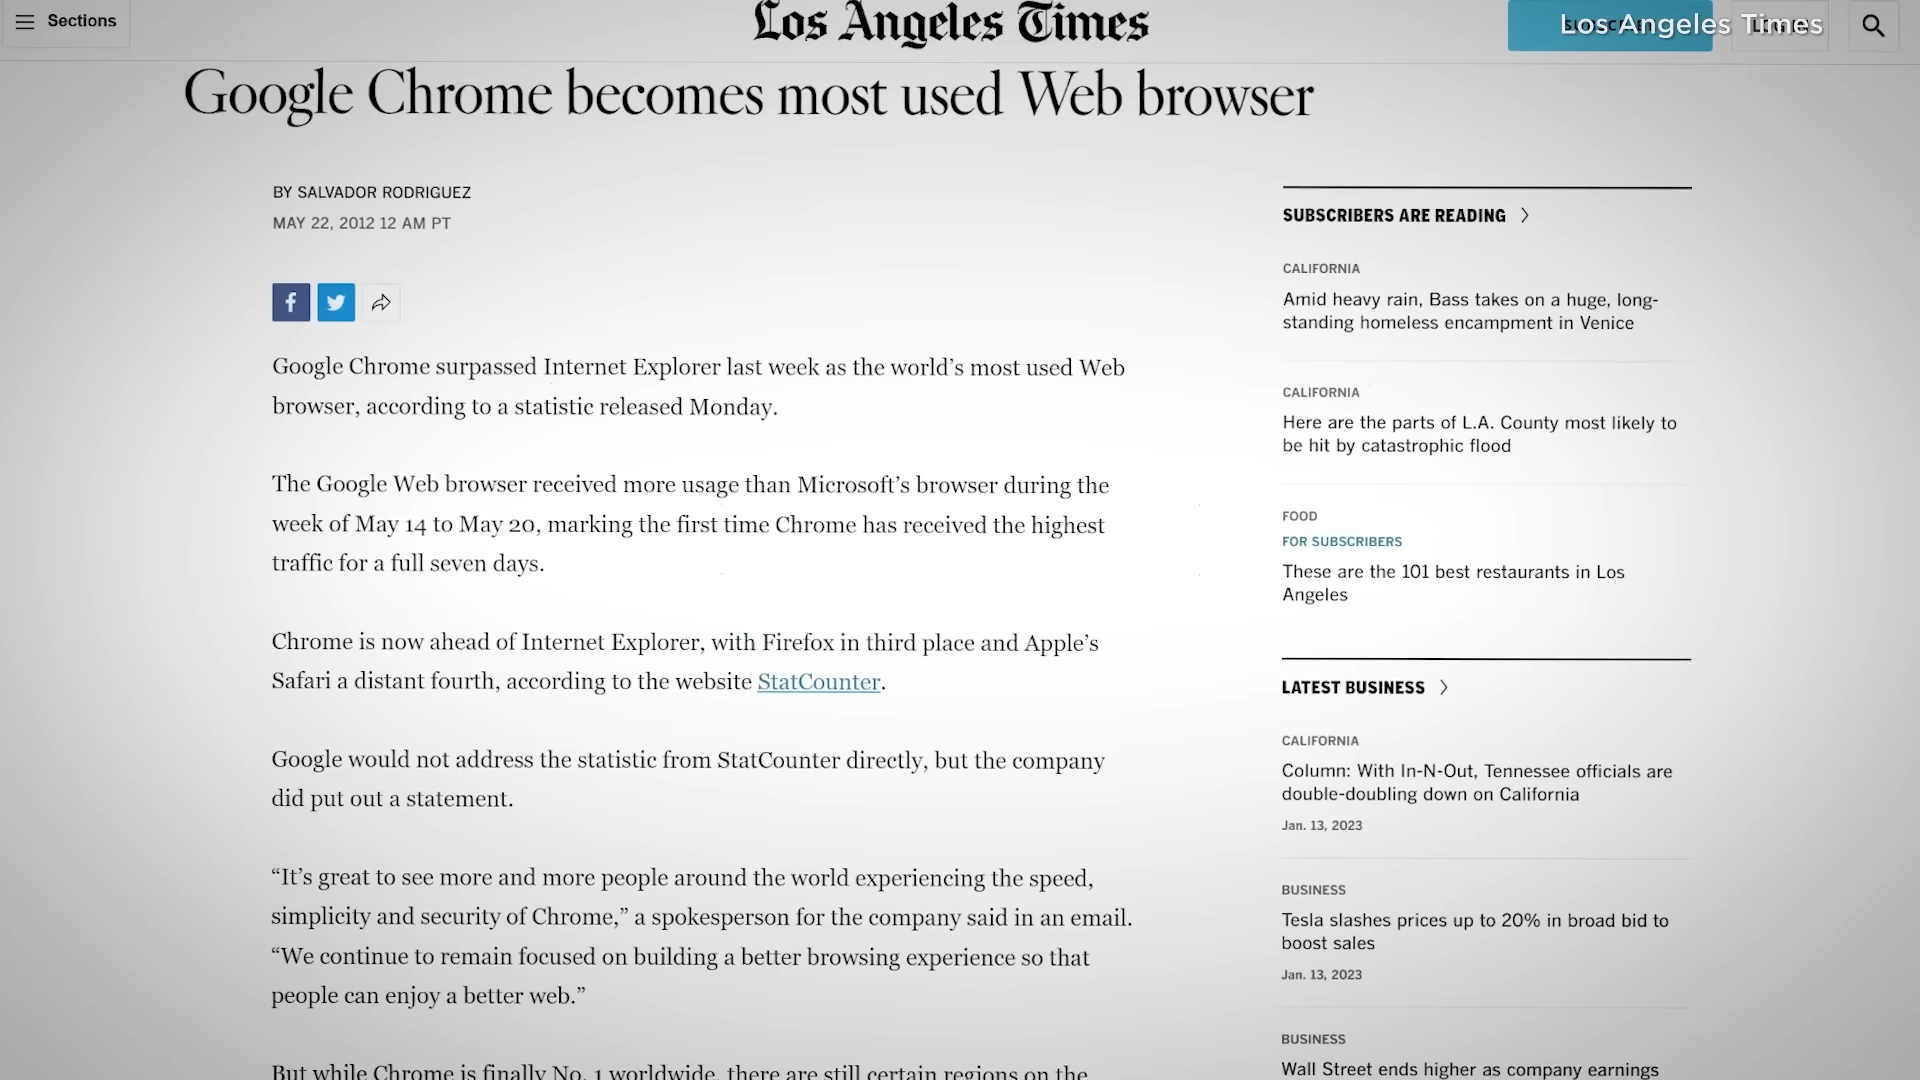 Sections
Los Angeles Times
Los Angeles Times
Google Chrome becomes most used Web browser
BY SALVADOR RODRIGUEZ
MAY 22, 2012 12 AM PT
Google Chrome surpassed Internet Explorer last week as the world’s most used Web
browser, according to a statistic released Monday.
The Google Web browser received more usage than Microsoft’s browser during the
week of May 14 to May 20, marking the first time Chrome has received the highest
traffic for a full seven days.
Chrome is now ahead of Internet Explorer, with Firefox in third place and Apple’s
Safari a distant fourth, according to the website StatCounter.
Google would not address the statistic from StatCounter directly, but the company
did put out a statement.
“It’s great to see more and more people around the world experiencing the speed,
simplicity and security of Chrome,” a spokesperson for the company said in an email.
“We continue to remain focused on building a better browsing experience so that
people can enjoy a better web.”
But while Chrome is finally No. 1 worldwide, there are still certain regions on the
SUBSCRIBERS ARE READING
CALIFORNIA
Amid heavy rain, Bass takes on a huge, long-
standing homeless encampment in Venice
CALIFORNIA
Here are the parts of L.A. County most likely to
be hit by catastrophic flood
FOOD
FOR SUBSCRIBERS
These are the 101 best restaurants in Los
Angeles
LATEST BUSINESS
CALIFORNIA
Column: With In-N-Out, Tennessee officials are
double-doubling down on California
Jan. 13, 2023
BUSINESS
Tesla slashes prices up to 20% in broad bid to
boost sales
Jan. 13, 2023
BUSINESS
Wall Street ends higher as company earnings